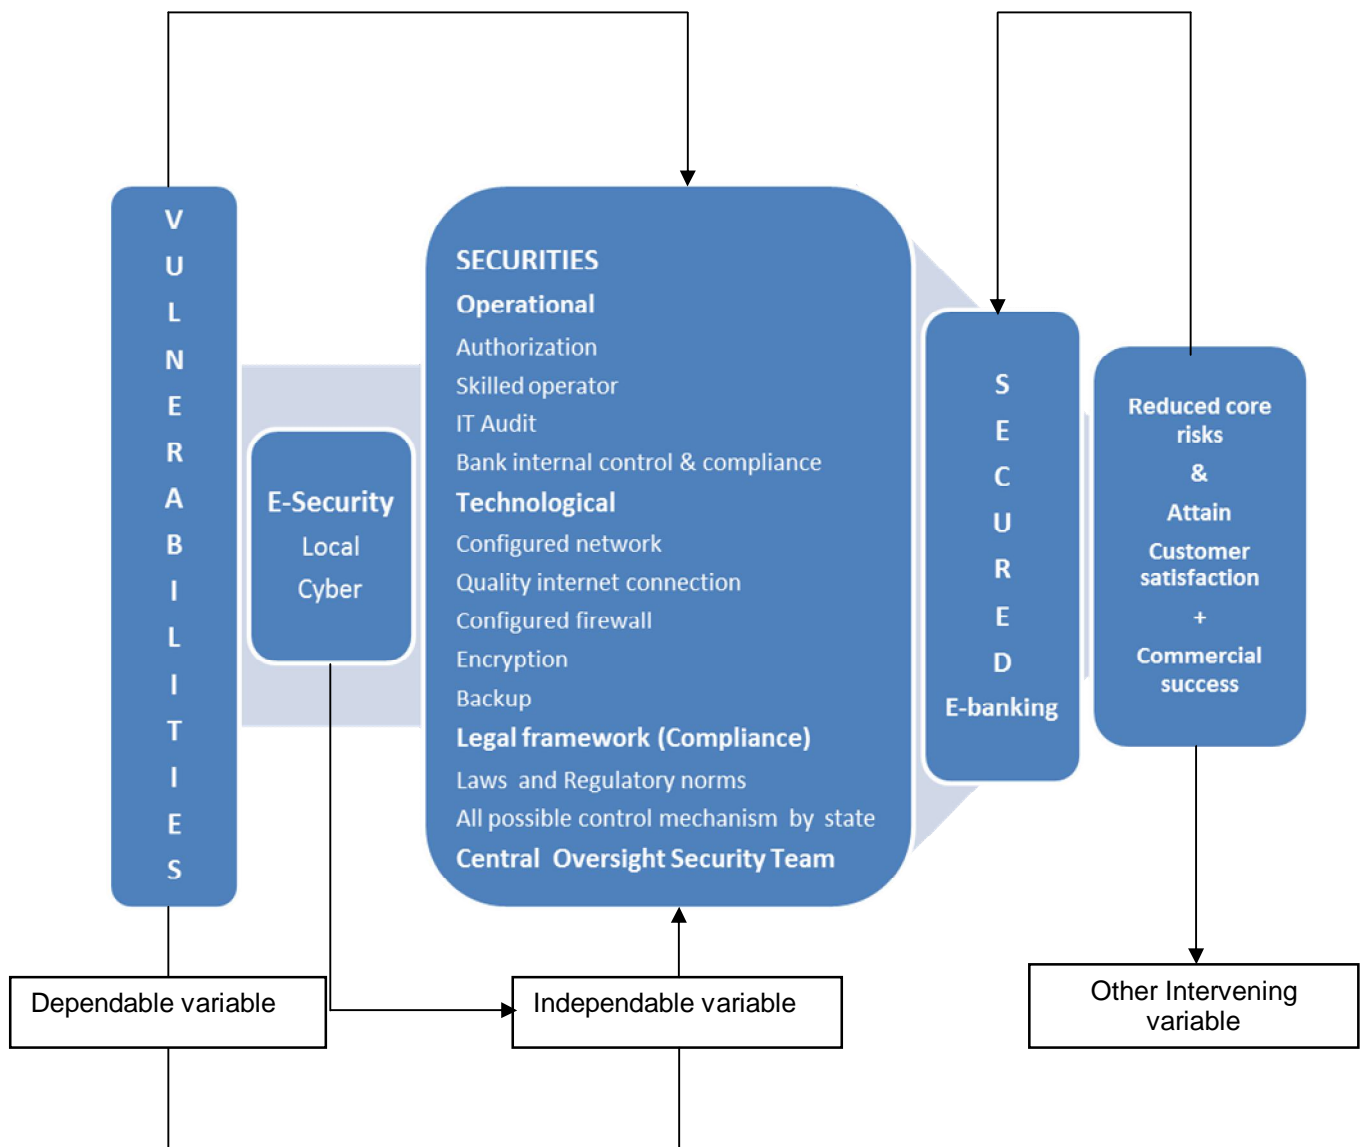 V
U
L
N
E
R
A
B
I
L
I
T
I
E
S
E-Security
Local
Cyber
SECURITIES
Operational
Authorization
Skilled operator
IT Audit
Bank internal control & compliance
Technological
Configured network
Quality internet connection
Configured firewall
Encryption
Backup
Legal framework (Compliance)
Laws and Regulatory norms
All possible control mechanism by state
Central Oversight Security Team
S
E
C
U
R
E
D
E-banking
Reduced core
risks
&
Attain
Customer
satisfaction
+
Commercial
success
Dependable variable
Independable variable
Other Intervening
variable